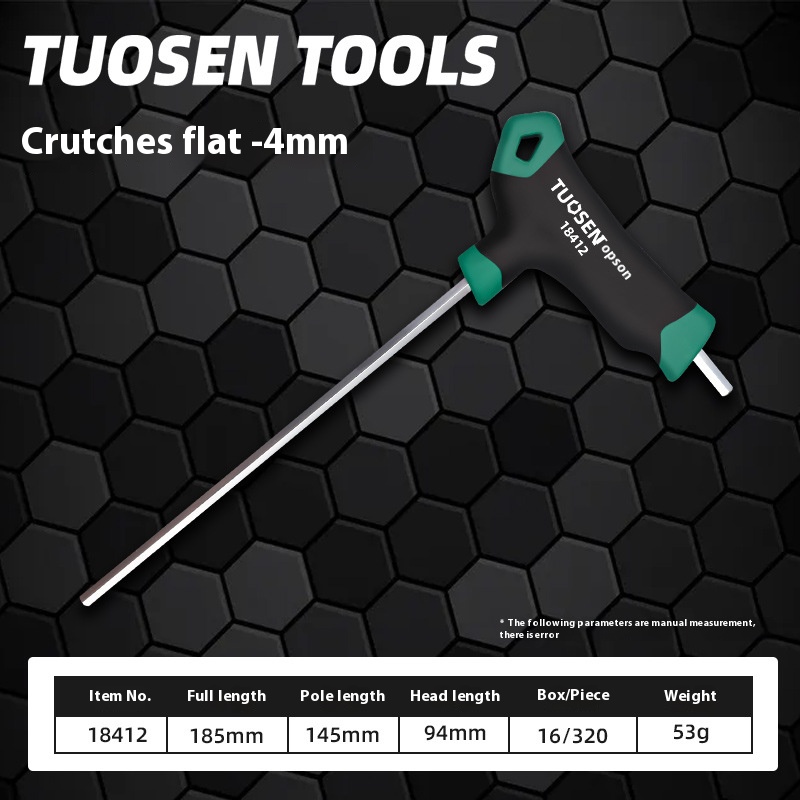 TUOSEN TOOLS
Crutches flat -4mm
TUOSEN opson
18412
* The following parameters are manual measurement,
there is error
Item No. Full length Pole length Head length Box/Piece Weight
18412 185mm 145mm 94mm 16/320 53g